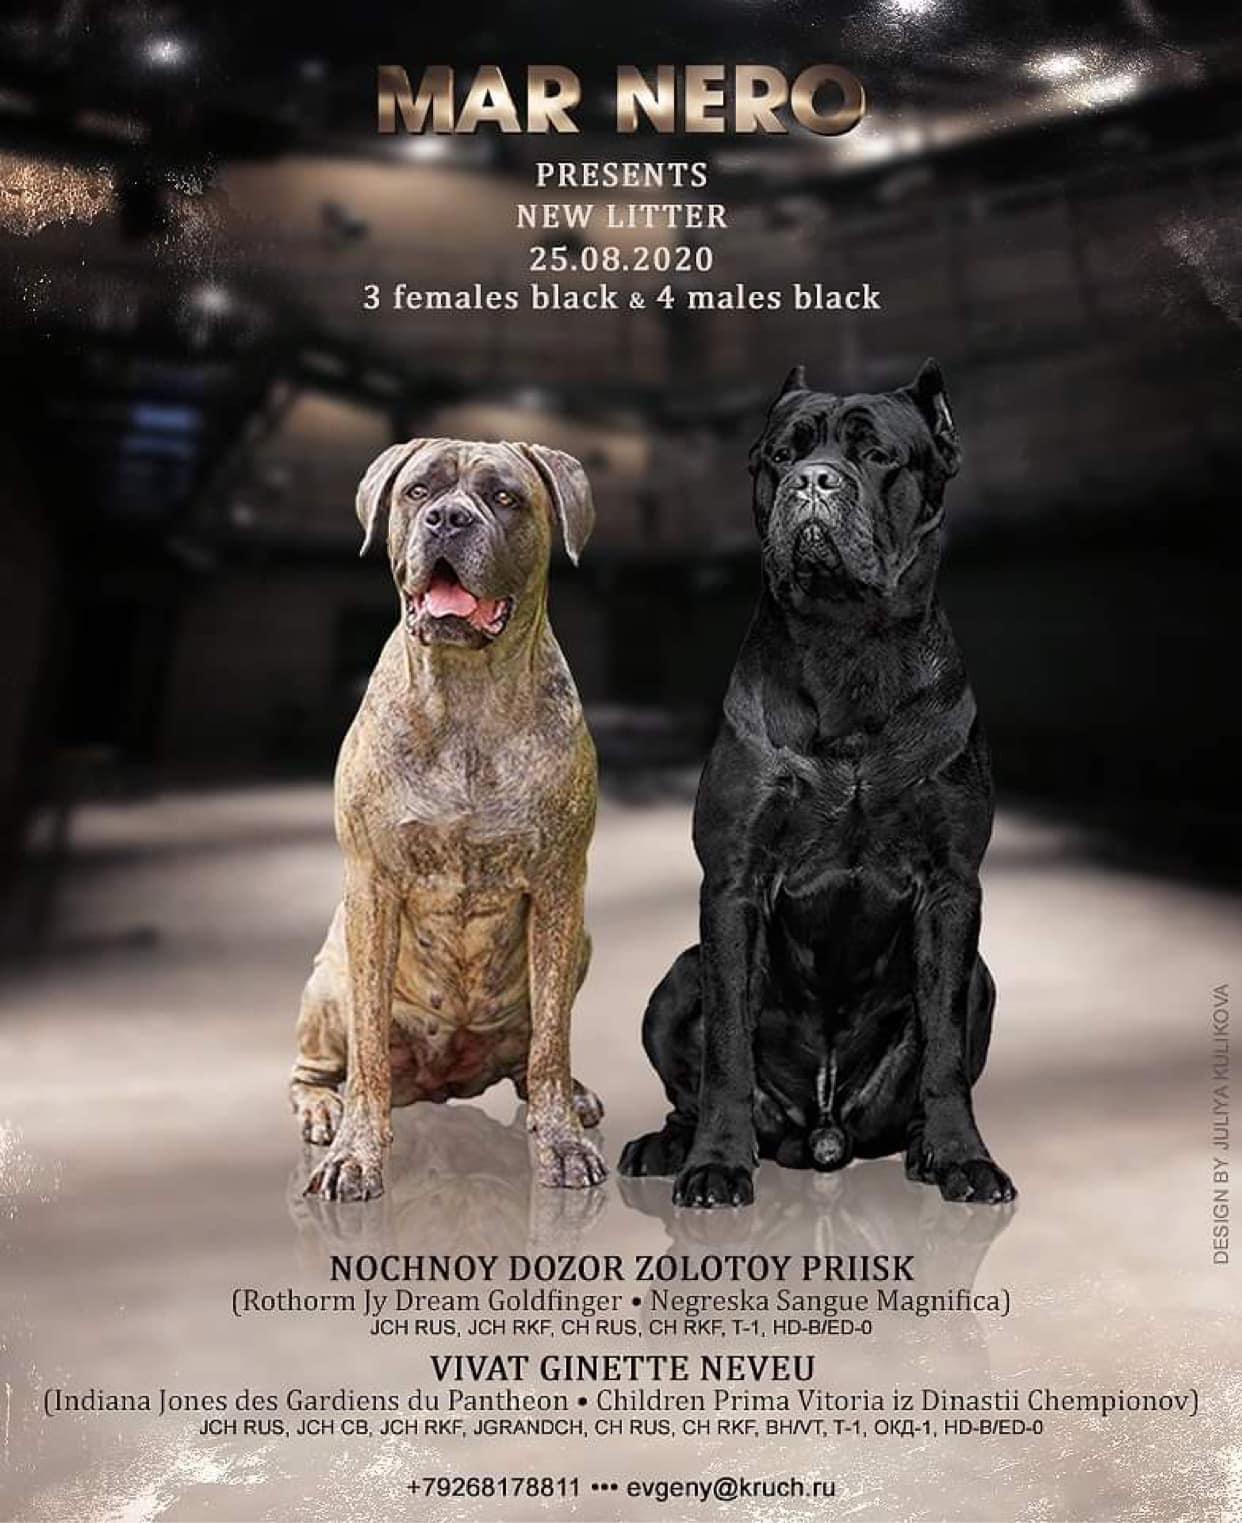 MAR NERO
PRESENTS
NEW LITTER
25.08.2020
3 females black & 4 males black
DESIGN BY JULIYA KULIKOVA
NOCHNOY DOZOR ZOLOTOY PRIISK
(Rothorm Jy Dream Goldfinger • Negreska Sangue Magnifica)
JCH RUS, JCH RKF, CH RUS, CH RKF, T-1, HD-B/ED-0
VIVAT GINETTE NEVEU
(Indiana Jones des Gardiens du Pantheon • Children Prima Vitoria iz Dinastii Chempionov)
JCH RUS, JCH CB, JCH RKF, JGRANDCH, CH RUS, CH RKF, BH/VT, T-1, ОКД-1, HD-B/ED-0
+79268178811 ••• evgeny@kruch.ru